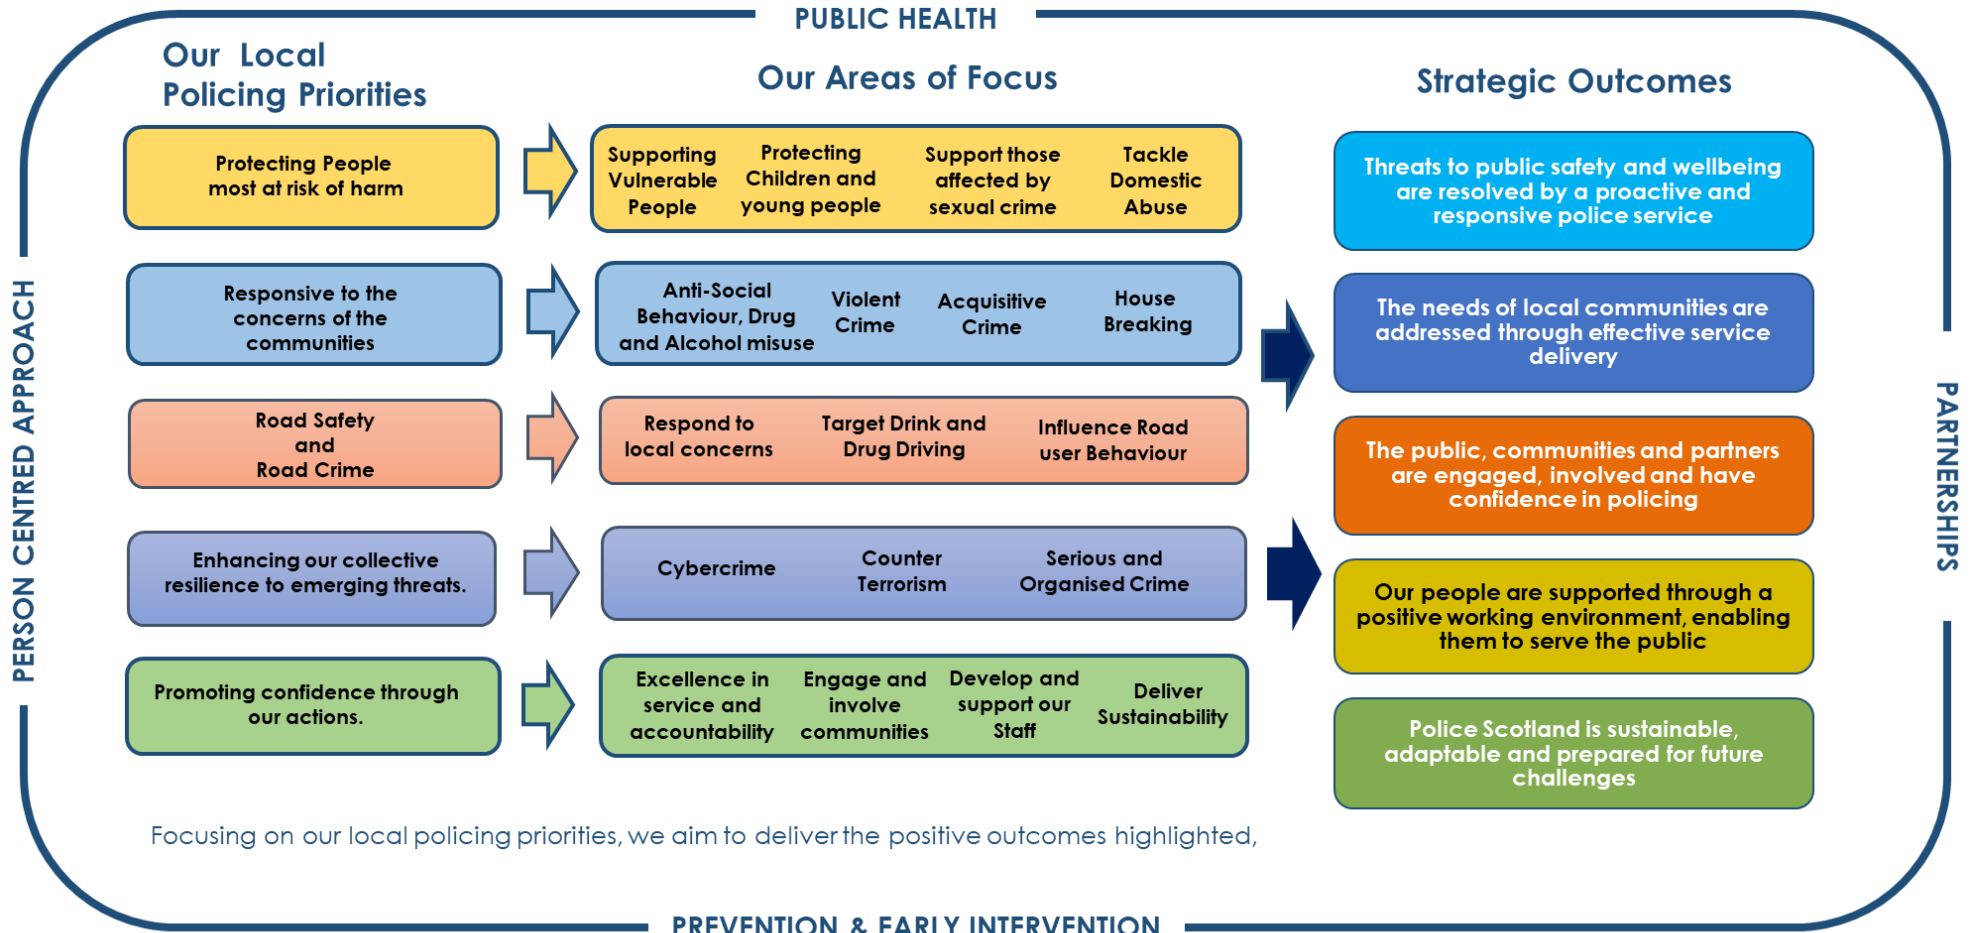 PUBLIC HEALTH
Our Local
Policing Priorities
Our Areas of Focus
Strategic Outcomes
Protecting People
most at risk of harm
Supporting
Vulnerable
People
Protecting
Children and
young people
Support those
affected by
sexual crime
Tackle
Domestic
Abuse
Threats to public safety and wellbeing
are resolved by a proactive and
responsive police service
Responsive to the
concerns of the
communities
Anti-Social
Behaviour, Drug
and Alcohol misuse
Violent
Crime
Acquisitive
Crime
House
Breaking
The needs of local communities are
addressed through effective service
delivery
Road Safety
and
Road Crime
Respond to
local concerns
Target Drink and
Drug Driving
Influence Road
user Behaviour
The public, communities and partners
are engaged, involved and have
confidence in policing
Enhancing our collective
resilience to emerging threats.
Cybercrime
Counter
Terrorism
Serious and
Organised Crime
Our people are supported through a
positive working environment, enabling
them to serve the public
Promoting confidence through
our actions.
Excellence in
service and
accountability
Engage and
involve
communities
Develop and
support our
Staff
Deliver
Sustainability
Police Scotland is sustainable,
adaptable and prepared for future
challenges
PERSON CENTRED APPROACH
PARTNERSHIPS
Focusing on our local policing priorities, we aim to deliver the positive outcomes highlighted,
PREVENTION & EARLY INTERVENTION